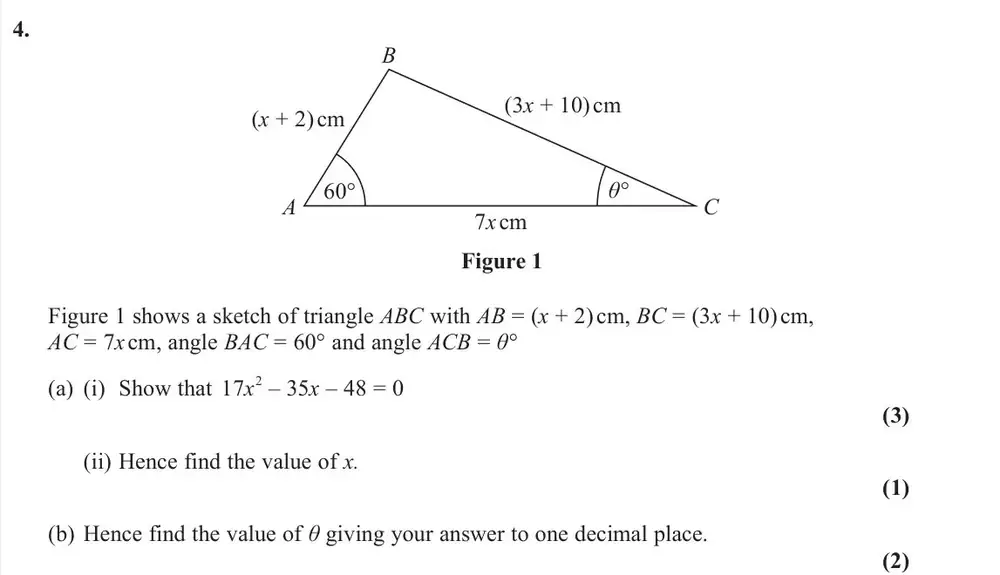 4.
B
(x + 2) cm
(3x + 10) cm
60°
θ°
A
C
7x cm
Figure 1
Figure 1 shows a sketch of triangle ABC with AB = (x + 2) cm, BC = (3x + 10) cm,
AC = 7x cm, angle BAC = 60° and angle ACB = θ°
(a) (i) Show that 17x² – 35x – 48 = 0
(3)
(ii) Hence find the value of x.
(1)
(b) Hence find the value of θ giving your answer to one decimal place.
(2)